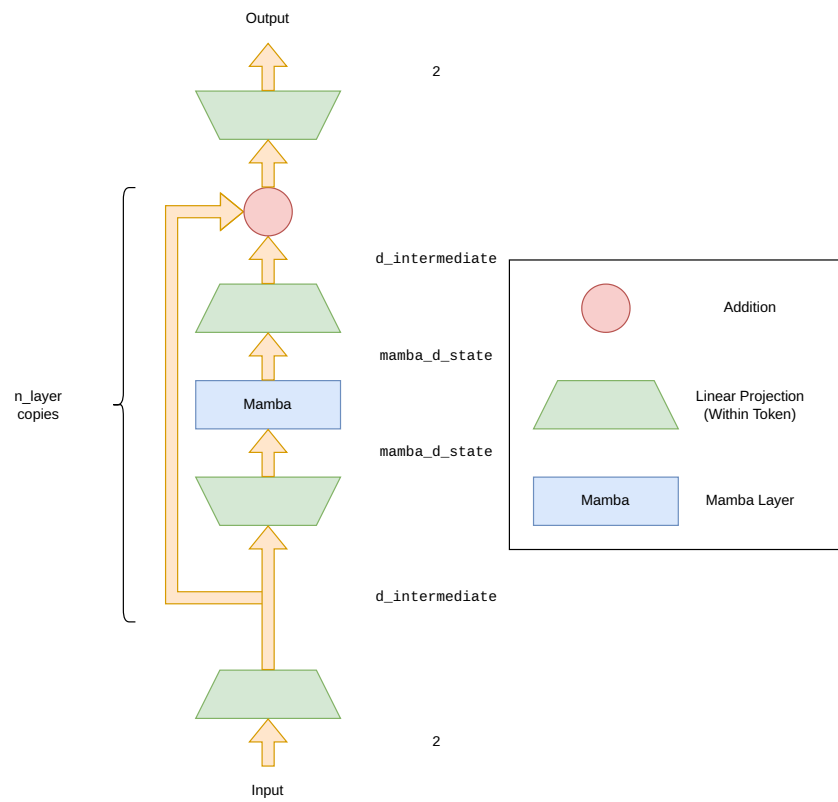 Output
2
d_intermediate
Addition
mamba_d_state
n_layer
copies
Mamba
Linear Projection
(Within Token)
mamba_d_state
Mamba
Mamba Layer
d_intermediate
2
Input